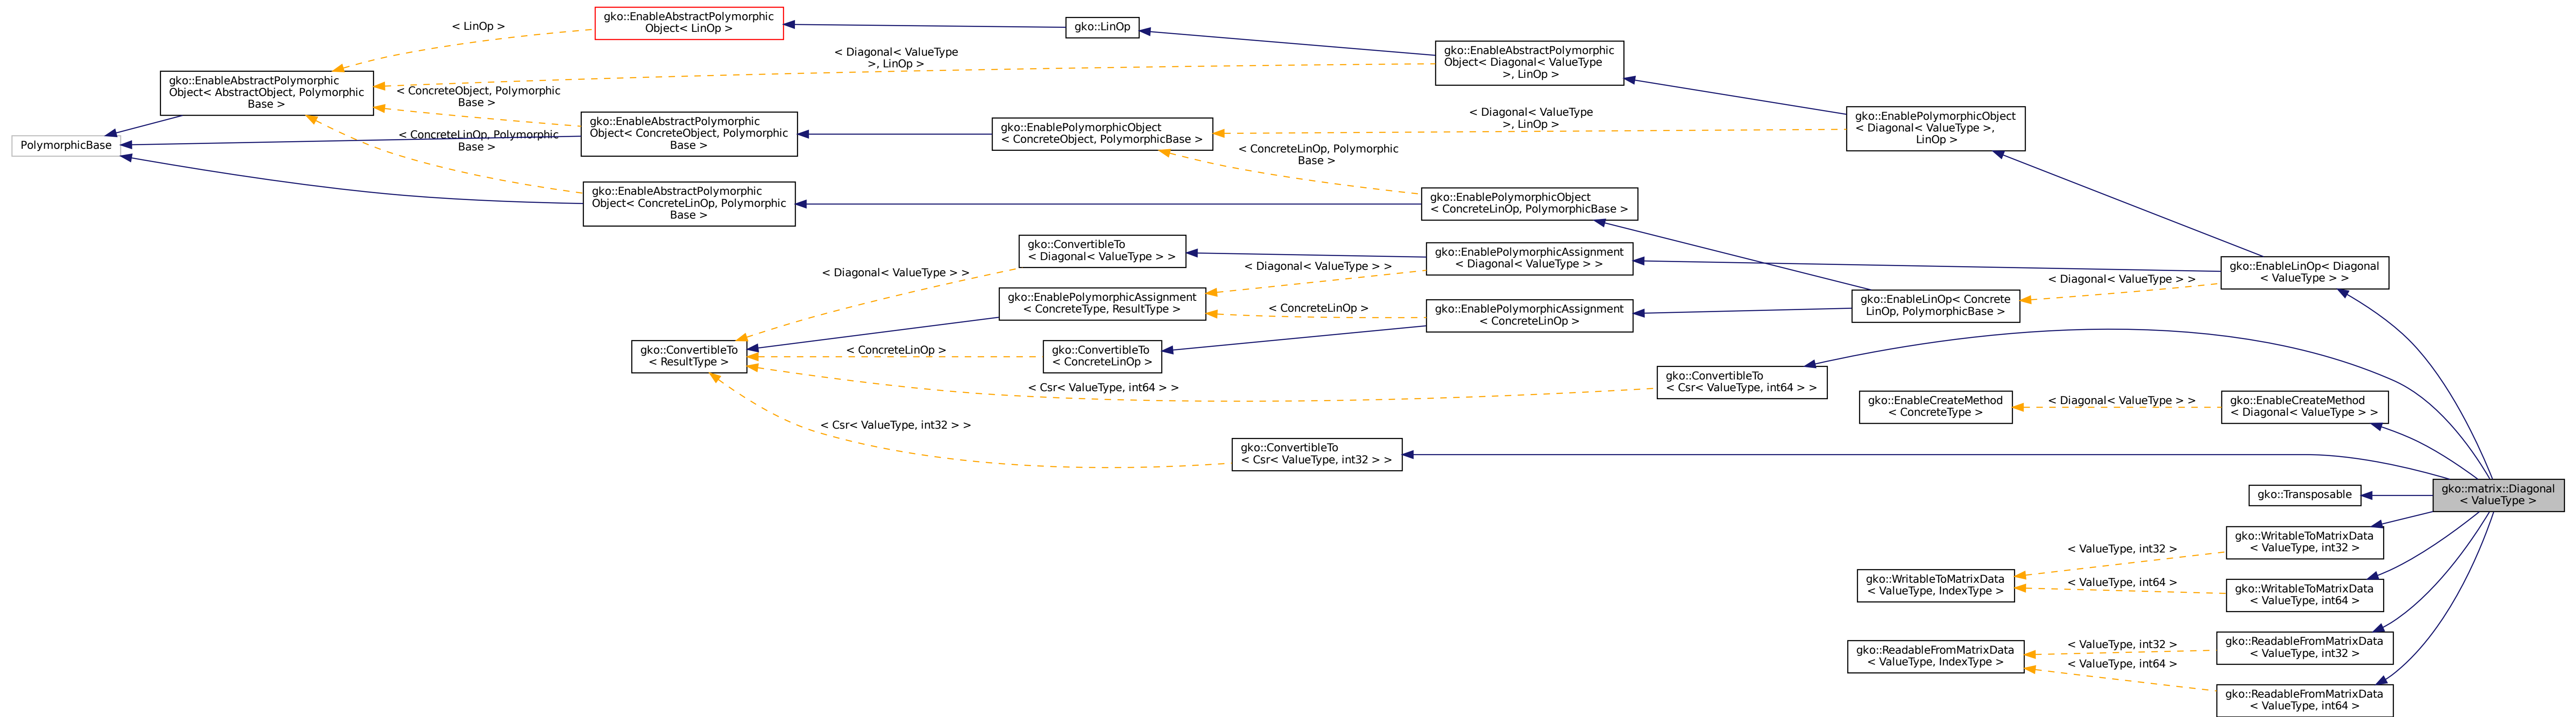 gko::EnableAbstractPolymorphic
Object< LinOp >
< LinOp >
gko::LinOp
gko::EnableAbstractPolymorphic
Object< Diagonal< ValueType
>, LinOp >
< Diagonal< ValueType
>, LinOp >
gko::EnableAbstractPolymorphic
Object< AbstractObject, Polymorphic
Base >
< ConcreteObject, Polymorphic
Base >
gko::EnableAbstractPolymorphic
Object< ConcreteObject, Polymorphic
Base >
gko::EnablePolymorphicObject
< ConcreteObject, PolymorphicBase >
< Diagonal< ValueType
>, LinOp >
gko::EnablePolymorphicObject
< Diagonal< ValueType >,
LinOp >
PolymorphicBase
< ConcreteLinOp, Polymorphic
Base >
< ConcreteLinOp, Polymorphic
Base >
gko::EnableAbstractPolymorphic
Object< ConcreteLinOp, Polymorphic
Base >
gko::EnablePolymorphicObject
< ConcreteLinOp, PolymorphicBase >
gko::ConvertibleTo
< Diagonal< ValueType > >
< Diagonal< ValueType > >
gko::EnablePolymorphicAssignment
< Diagonal< ValueType > >
< Diagonal< ValueType > >
gko::EnableLinOp< Diagonal
< ValueType > >
< Diagonal< ValueType > >
gko::EnablePolymorphicAssignment
< ConcreteType, ResultType >
< ConcreteLinOp >
gko::EnablePolymorphicAssignment
< ConcreteLinOp >
gko::EnableLinOp< Concrete
LinOp, PolymorphicBase >
gko::ConvertibleTo
< ResultType >
< ConcreteLinOp >
gko::ConvertibleTo
< ConcreteLinOp >
< Csr< ValueType, int64 > >
gko::ConvertibleTo
< Csr< ValueType, int64 > >
gko::EnableCreateMethod
< ConcreteType >
< Diagonal< ValueType > >
gko::EnableCreateMethod
< Diagonal< ValueType > >
< Csr< ValueType, int32 > >
gko::ConvertibleTo
< Csr< ValueType, int32 > >
gko::Transposable
gko::matrix::Diagonal
< ValueType >
gko::WritableToMatrixData
< ValueType, IndexType >
< ValueType, int32 >
gko::WritableToMatrixData
< ValueType, int32 >
< ValueType, int64 >
gko::WritableToMatrixData
< ValueType, int64 >
gko::ReadableFromMatrixData
< ValueType, IndexType >
< ValueType, int32 >
gko::ReadableFromMatrixData
< ValueType, int32 >
< ValueType, int64 >
gko::ReadableFromMatrixData
< ValueType, int64 >